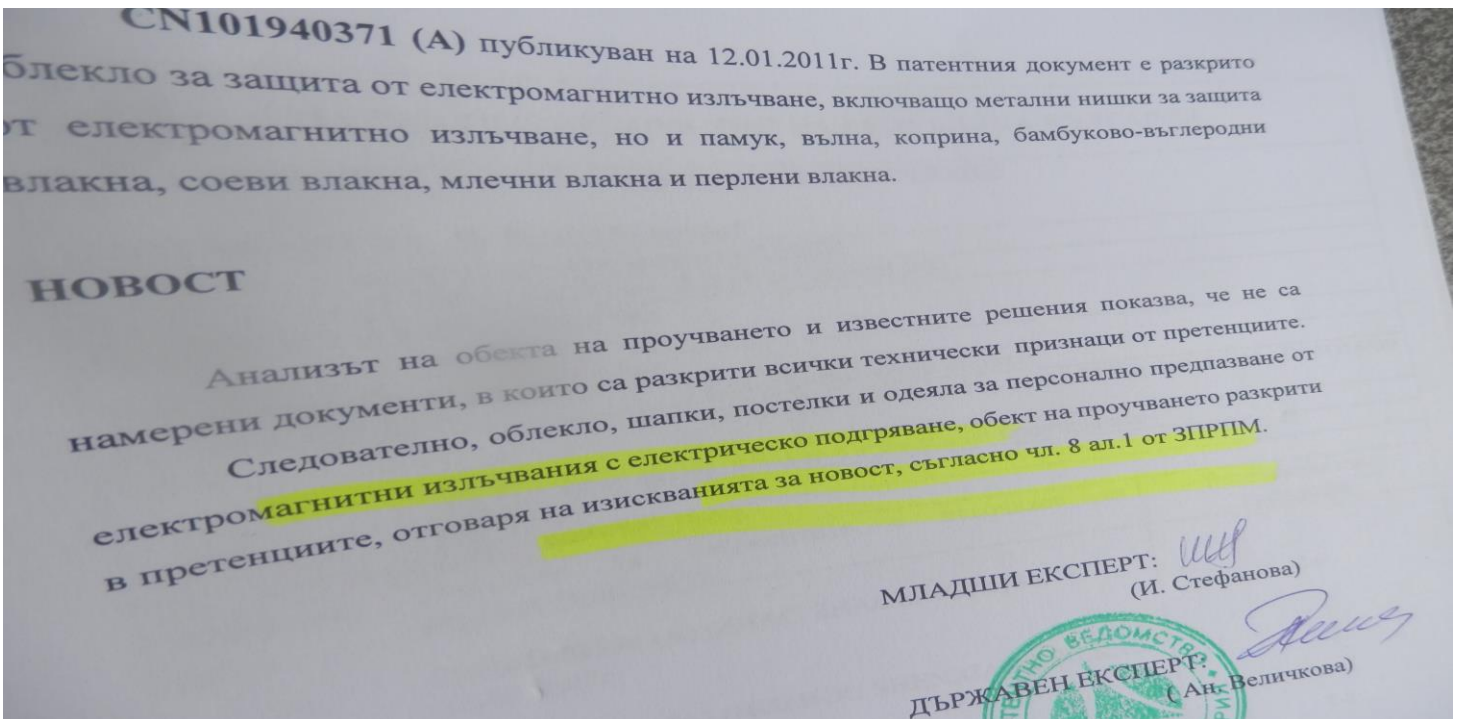 CN101940371 (A) публикуван на 12.01.2011г. В патентния документ е разкрито
блекло за защита от електромагнитно излъчване, включващо метални нишки за защита
от електромагнитно излъчване, но и памук, вълна, коприна, бамбуково-въглеродни
влакна, соеви влакна, млечни влакна и перлени влакна.
НОВОСТ
Анализът на обекта на проучването и известните решения показва, че не са
намерени документи, в които са разкрити всички технически признаци от претенциите.
Следователно, облекло, шапки, постелки и одеяла за персонално предпазване от
електромагнитни излъчвания с електрическо подгряване, обект на проучването разкрити
в претенциите, отговаря на изискванията за новост, съгласно чл. 8 ал.1 от ЗПРПМ.
МЛАДШИ ЕКСПЕРТ:
(И. Стефанова)
ВЕДОМСТВО
ДЪРЖАВЕН ЕКСПЕРТ:
( Ан. Величкова)